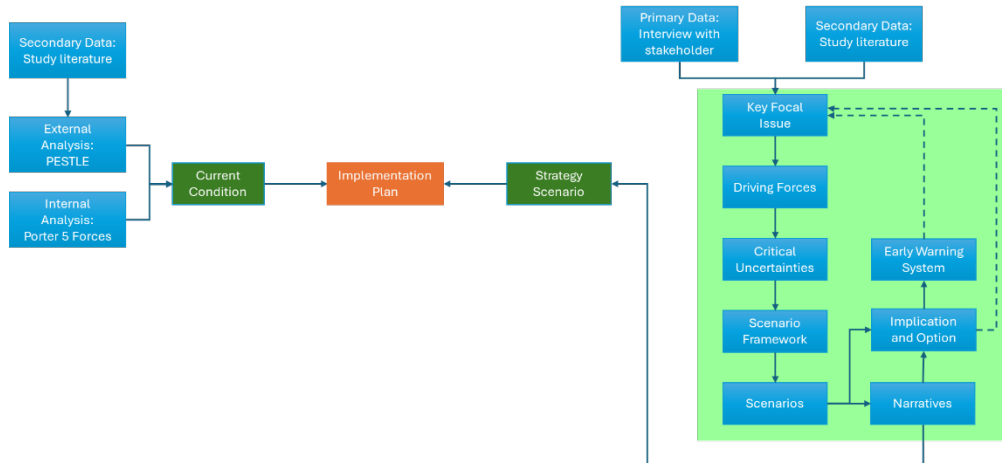 Secondary Data:
Study literature
External
Analysis:
PESTLE
Internal
Analysis:
Porter 5 Forces
Current
Condition
Implementation
Plan
Strategy
Scenario
Primary Data:
Interview with
stakeholder
Secondary Data:
Study literature
Key Focal
Issue
Driving Forces
Critical
Uncertainties
Early Warning
System
Scenario
Framework
Implication
and Option
Scenarios
Narratives